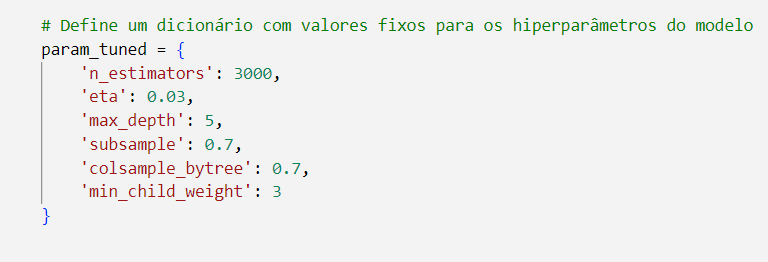 # Define um dicionário com valores fixos para os hiperparâmetros do modelo
param_tuned = {
    'n_estimators': 3000,
    'eta': 0.03,
    'max_depth': 5,
    'subsample': 0.7,
    'colsample_bytree': 0.7,
    'min_child_weight': 3
}